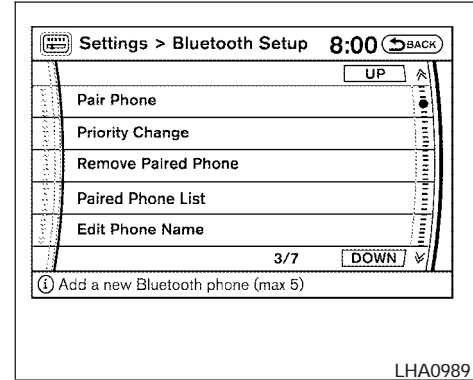 Settings > Bluetooth Setup 8:00 BACK
UP
Pair Phone
Priority Change
Remove Paired Phone
Paired Phone List
Edit Phone Name
3/7 DOWN
i Add a new Bluetooth phone (max 5)
LHA0989